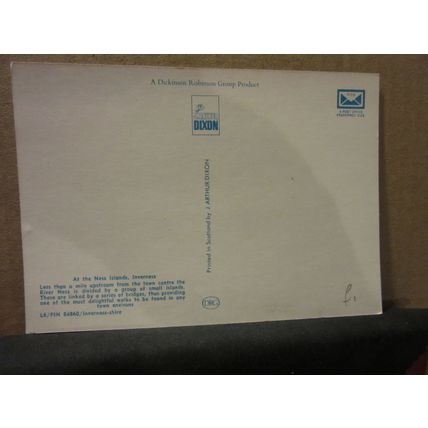 A Dickinson Robinson Group Product
DIXON
Printed in Scotland by J. ARTHUR DIXON
At the Ness Islands, Inverness
Less than a mile upstream from the town centre the
River Ness is divided by a group of small islands.
These are linked by a series of bridges, thus providing
one of the most delightful walks to be found in any
town environs
LR/PIN 84860/Inverness-shire
DRG
£1